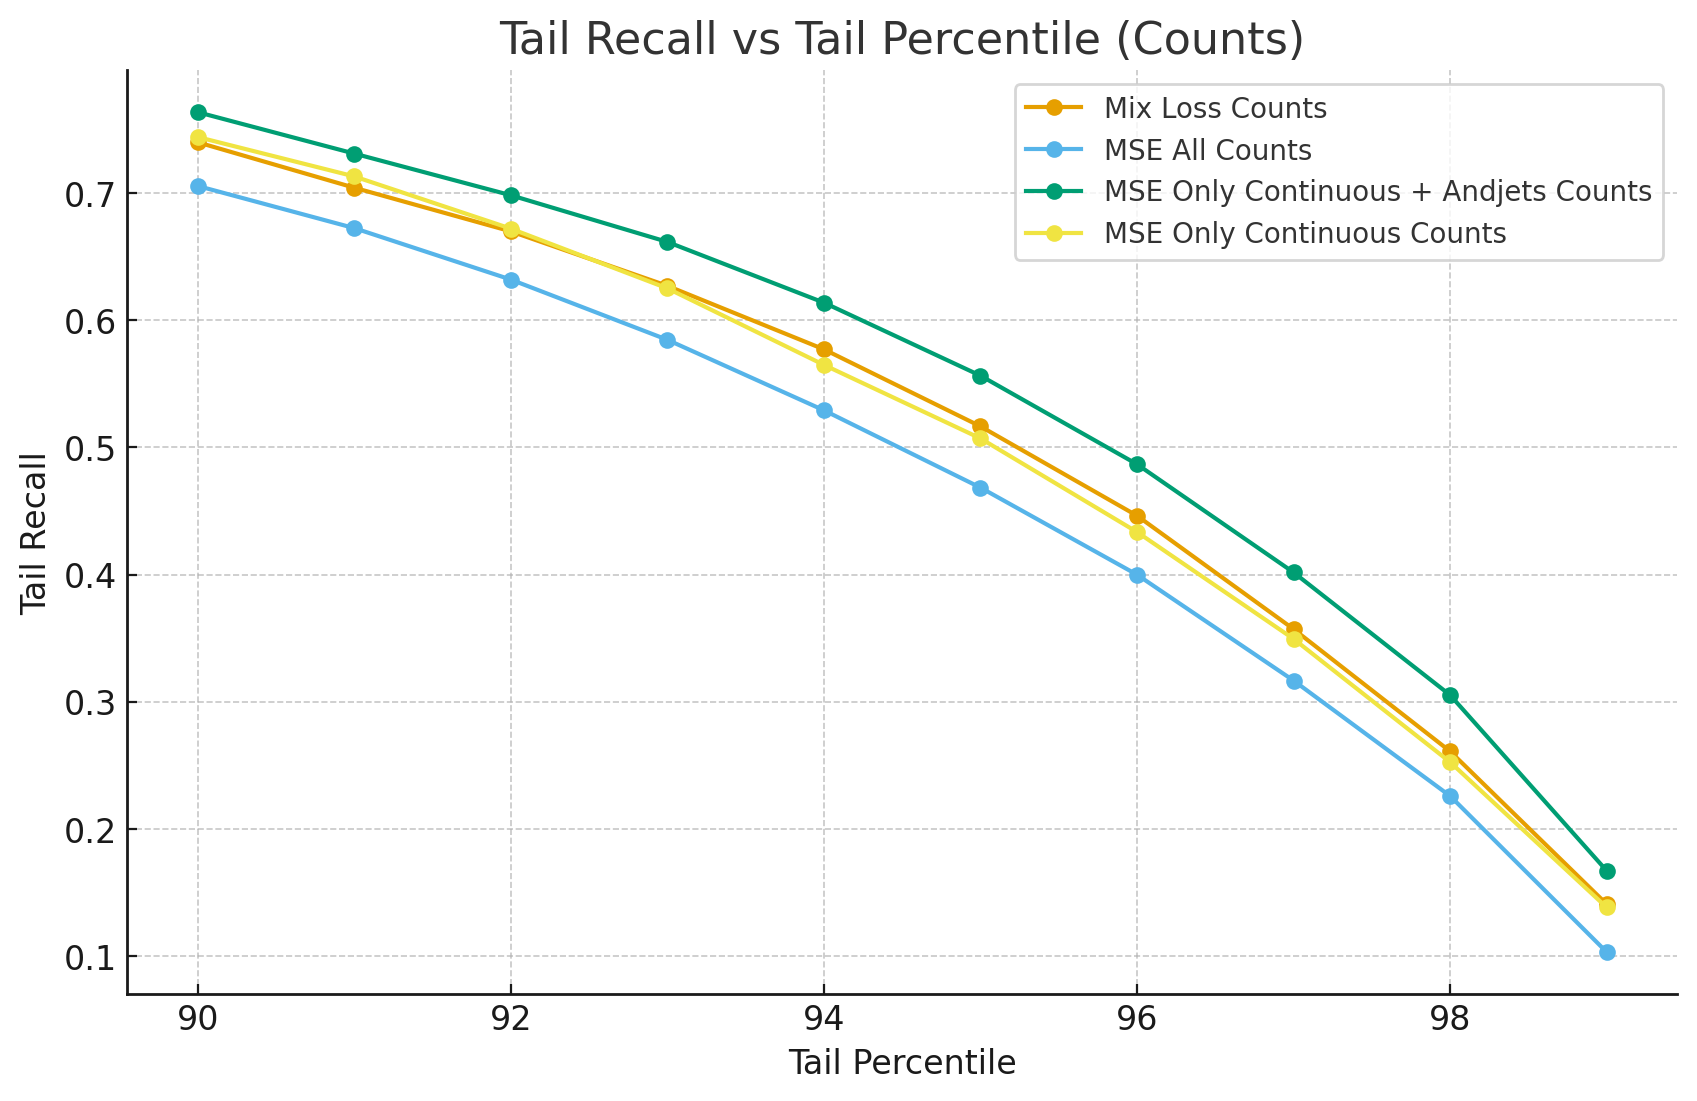 Tail Recall vs Tail Percentile (Counts)
Mix Loss Counts
MSE All Counts
MSE Only Continuous + Andjets Counts
MSE Only Continuous Counts
Tail Recall
0.7
0.6
0.5
0.4
0.3
0.2
0.1
90 92 94 96 98
Tail Percentile